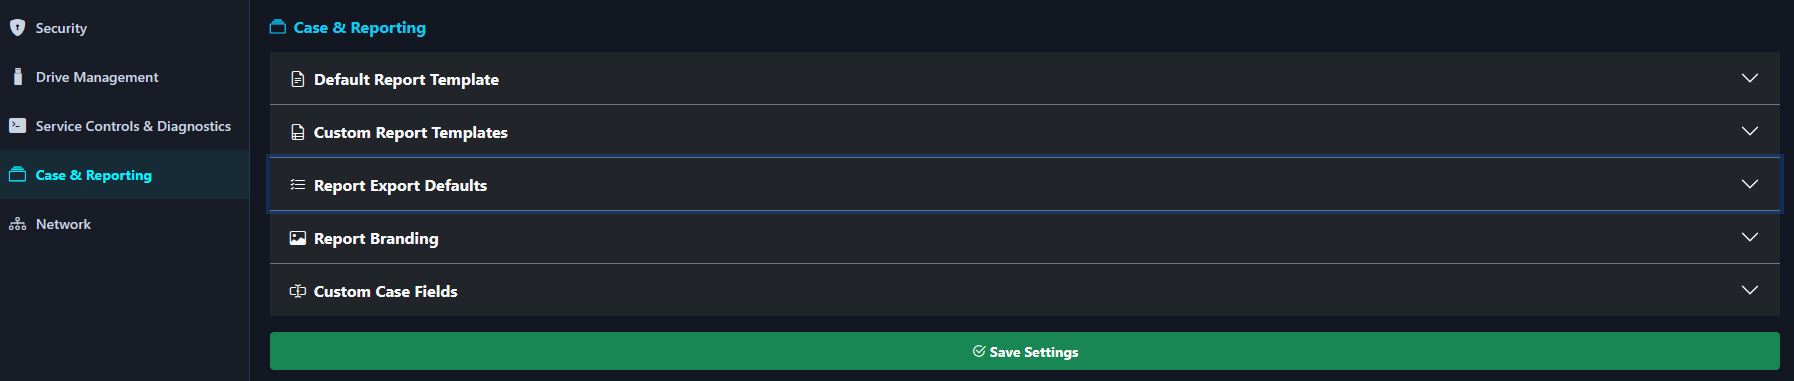 Security
Drive Management
Service Controls & Diagnostics
Case & Reporting
Network
Case & Reporting
Default Report Template
Custom Report Templates
Report Export Defaults
Report Branding
Custom Case Fields
Save Settings